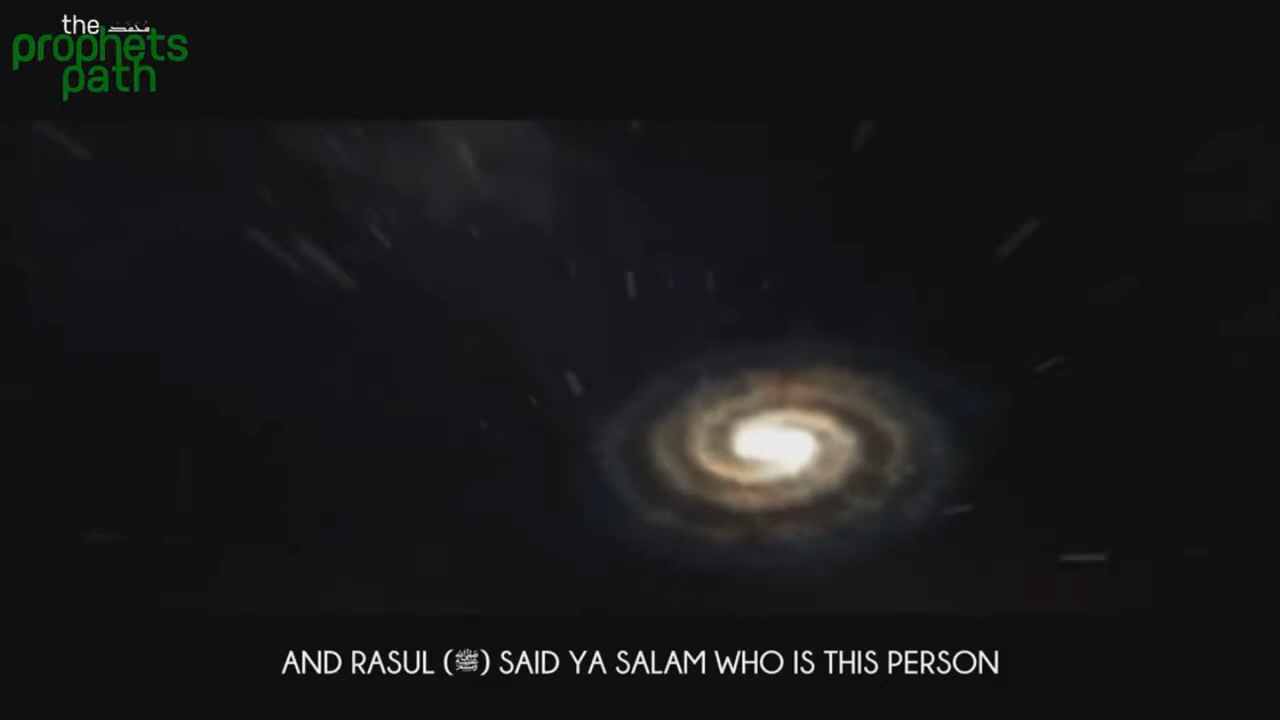 the مُحَمَّد
prophets
path
AND RASUL (ﷺ) SAID YA SALAM WHO IS THIS PERSON